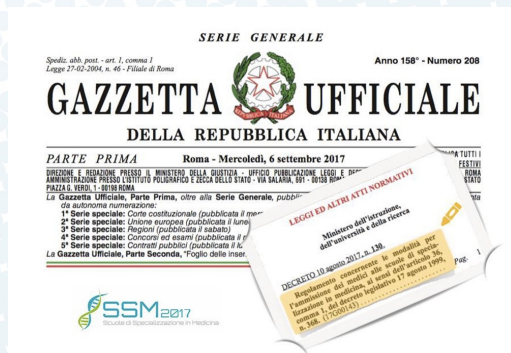 SERIE GENERALE
Spediz. abb. post. - art. 1, comma 1
Legge 27-02-2004, n. 46 - Filiale di Roma
Anno 158° - Numero 208
GAZZETTA UFFICIALE
DELLA REPUBBLICA ITALIANA
PARTE PRIMA
Roma - Mercoledì, 6 settembre 2017
TUTTI I
FESTIVI
DIREZIONE E REDAZIONE PRESSO IL MINISTERO DELLA GIUSTIZIA - UFFICIO PUBBLICAZIONE LEGGI E ROMA
AMMINISTRAZIONE PRESSO L'ISTITUTO POLIGRAFICO E ZECCA DELLO STATO - VIA SALARIA, 691 - 00138 STATO
PIAZZA G. VERDI, 1 - 00198 ROMA
La Gazzetta Ufficiale, Parte Prima, oltre alla Serie Generale,
da autonoma numerazione:
1ª Serie speciale: Corte costituzionale (pubblicata il
2ª Serie speciale: Unione europea (pubblicata il
3ª Serie speciale: Regioni (pubblicata il sabato)
4ª Serie speciale: Concorsi ed esami (pubblicata il
5ª Serie speciale: Contratti pubblici (pubblicata il
La Gazzetta Ufficiale, Parte Seconda, "Foglio delle
LEGGI ED ALTRI ATTI NORMATIVI
Ministero dell'istruzione,
dell'università e della ricerca
DECRETO 10 agosto 2017, n. 130.
Regolamento concernente le modalità per
l'ammissione dei medici alle scuole di specia-
lizzazione in medicina, ai sensi dell'articolo 36,
comma 1, del decreto legislativo 17 agosto 1999,
n. 368. (17G00143) Pag. 1
SSM2017
Scuole di Specializzazione in Medicina